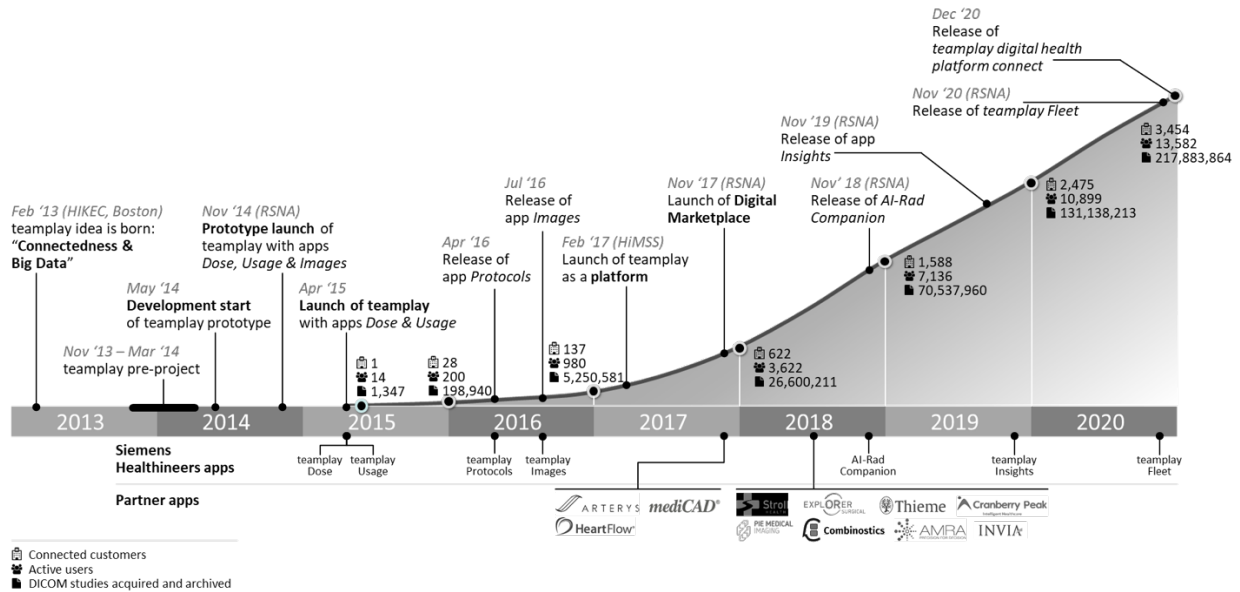 Dec ‘20
Release of
teamplay digital health
platform connect
Nov ‘20 (RSNA)
Release of teamplay Fleet
Nov ‘19 (RSNA)
Release of app
Insights
Nov’ 18 (RSNA)
Release of AI-Rad
Companion
Nov ‘17 (RSNA)
Launch of Digital
Marketplace
Feb ‘17 (HiMSS)
Launch of teamplay
as a platform
Jul ‘16
Release of
app Images
Apr ‘16
Release of
app Protocols
Apr ‘15
Launch of teamplay
with apps Dose & Usage
Nov ‘14 (RSNA)
Prototype launch of
teamplay with apps
Dose, Usage & Images
May ‘14
Development start
of teamplay prototype
Nov ‘13 – Mar ‘14
teamplay pre-project
Feb ‘13 (HIKEC, Boston)
teamplay idea is born:
“Connectedness &
Big Data”
1
14
1,347
28
200
198,940
137
980
5,250,581
622
3,622
26,600,211
1,588
7,136
70,537,960
2,475
10,899
131,138,213
3,454
13,582
217,883,864
2013 2014 2015 2016 2017 2018 2019 2020
Siemens
Healthineers apps
teamplay
Dose
teamplay
Usage
teamplay
Protocols
teamplay
Images
AI-Rad
Companion
teamplay
Insights
teamplay
Fleet
Partner apps
ARTERYS
mediCAD®
HeartFlow®
Stroll
HEALTH
EXPLORER
SURGICAL
Thieme
Cranberry Peak
PIE MEDICAL
IMAGING
Combinostics
AMRA
INVIA
Connected customers
Active users
DICOM studies acquired and archived